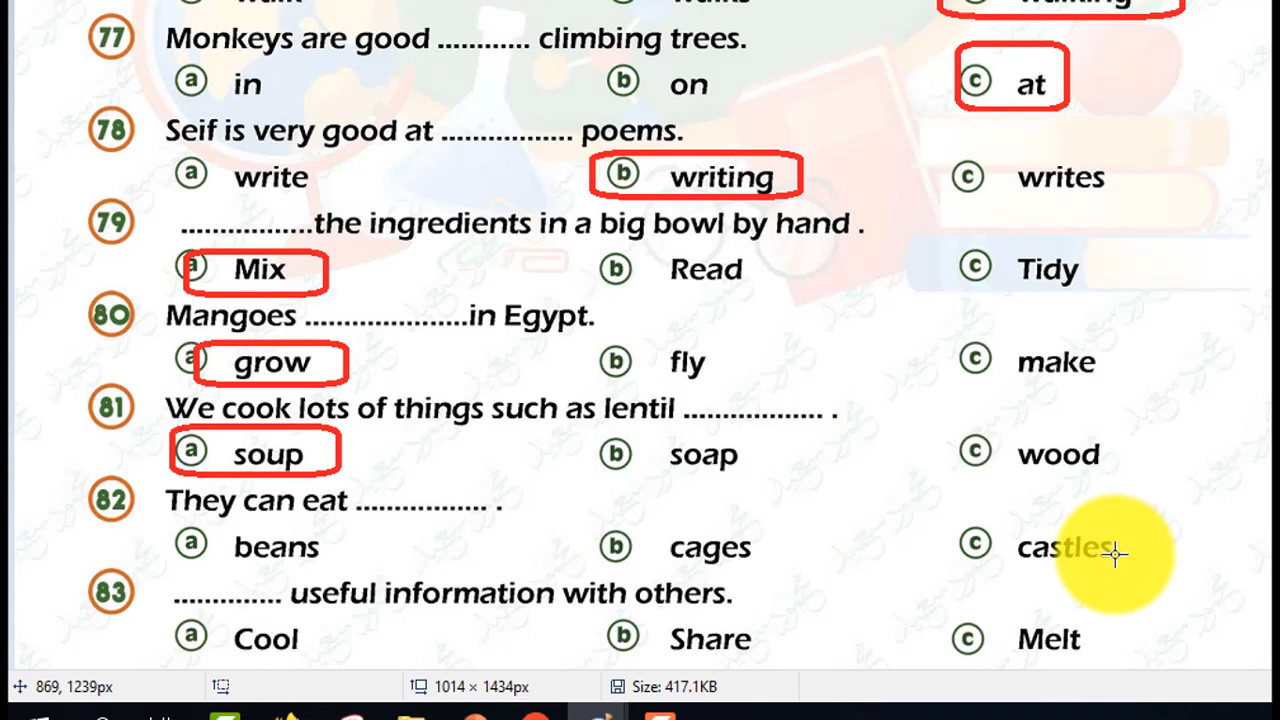 77 Monkeys are good ............ climbing trees.
a in b on c at
78 Seif is very good at ................. poems.
a write b writing c writes
79 .................the ingredients in a big bowl by hand .
a Mix b Read c Tidy
80 Mangoes .....................in Egypt.
a grow b fly c make
81 We cook lots of things such as lentil .................. .
a soup b soap c wood
82 They can eat ................. .
a beans b cages c castles
83 .............. useful information with others.
a Cool b Share c Melt
869, 1239px 1014 × 1434px Size: 417.1KB